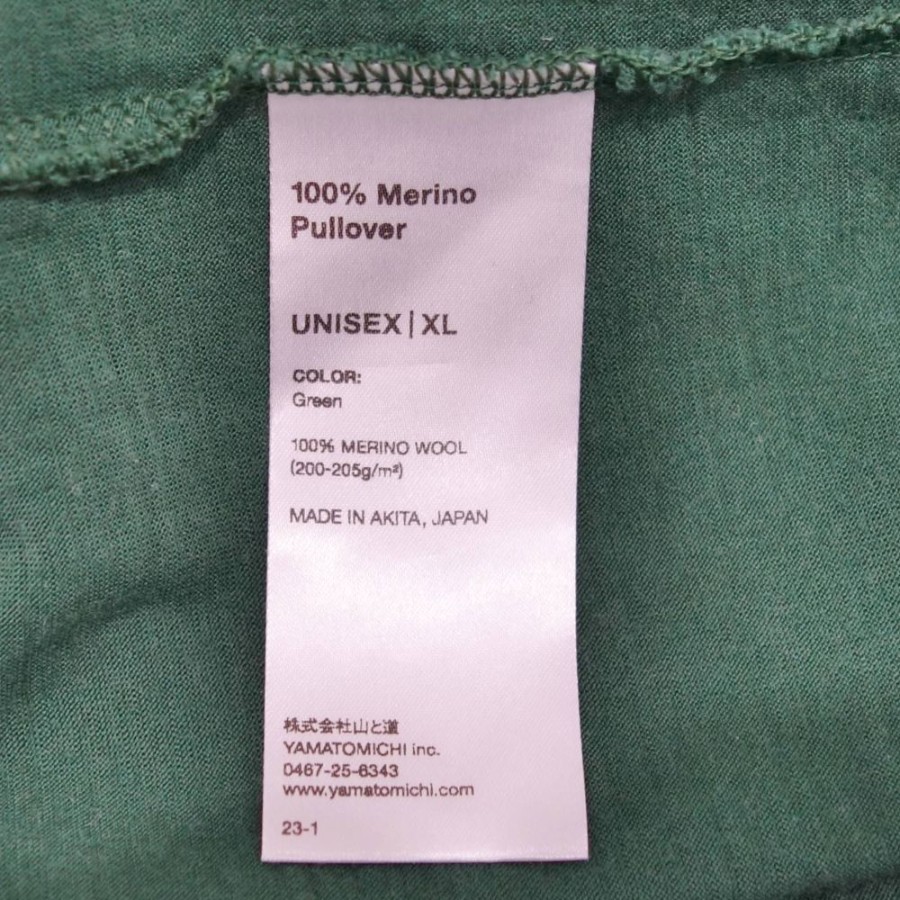 100% Merino
Pullover
UNISEX | XL
COLOR:
Green
100% MERINO WOOL
(200-205g/m²)
MADE IN AKITA, JAPAN
株式会社山と道
YAMATOMICHI inc.
0467-25-6343
www.yamatomichi.com
23-1